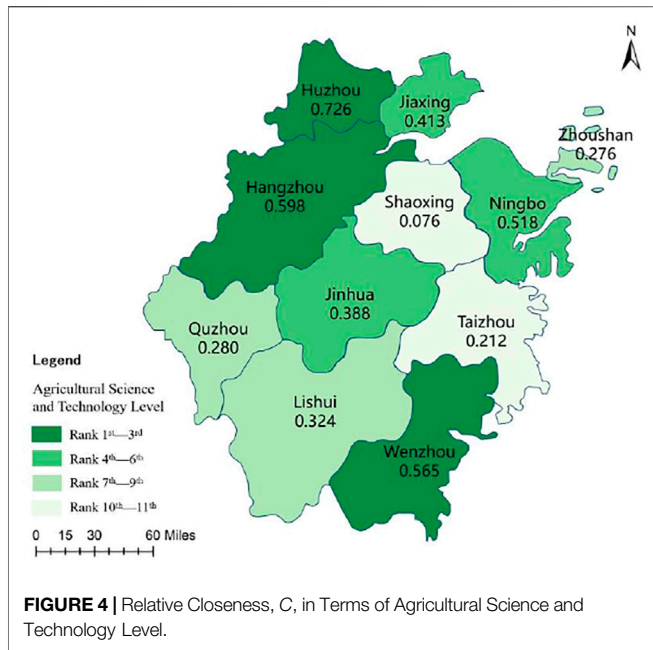 N
Huzhou
0.726
Jiaxing
0.413
Zhoushan
0.276
Hangzhou
0.598
Shaoxing
0.076
Ningbo
0.518
Jinhua
0.388
Quzhou
0.280
Taizhou
0.212
Lishui
0.324
Wenzhou
0.565
Legend
Agricultural Science
and Technology Level
Rank 1st—3rd
Rank 4th—6th
Rank 7th—9th
Rank 10th—11th
0 15 30 60 Miles
FIGURE 4 | Relative Closeness, C, in Terms of Agricultural Science and
Technology Level.